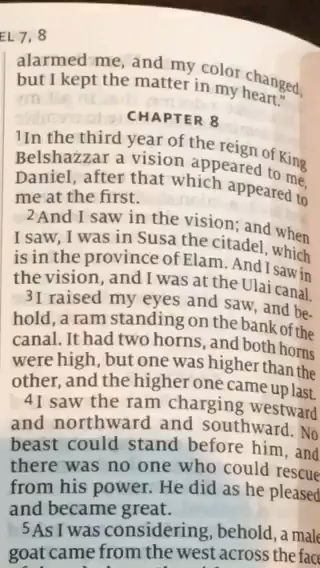 EL 7, 8
alarmed me, and my color changed,
but I kept the matter in my heart."
CHAPTER 8
1In the third year of the reign of King
Belshazzar a vision appeared to me,
Daniel, after that which appeared to
me at the first.
2And I saw in the vision; and when
I saw, I was in Susa the citadel, which
is in the province of Elam. And I saw in
the vision, and I was at the Ulai canal.
3I raised my eyes and saw, and be-
hold, a ram standing on the bank of the
canal. It had two horns, and both horns
were high, but one was higher than the
other, and the higher one came up last.
4I saw the ram charging westward
and northward and southward. No
beast could stand before him, and
there was no one who could rescue
from his power. He did as he pleased
and became great.
5As I was considering, behold, a male
goat came from the west across the face